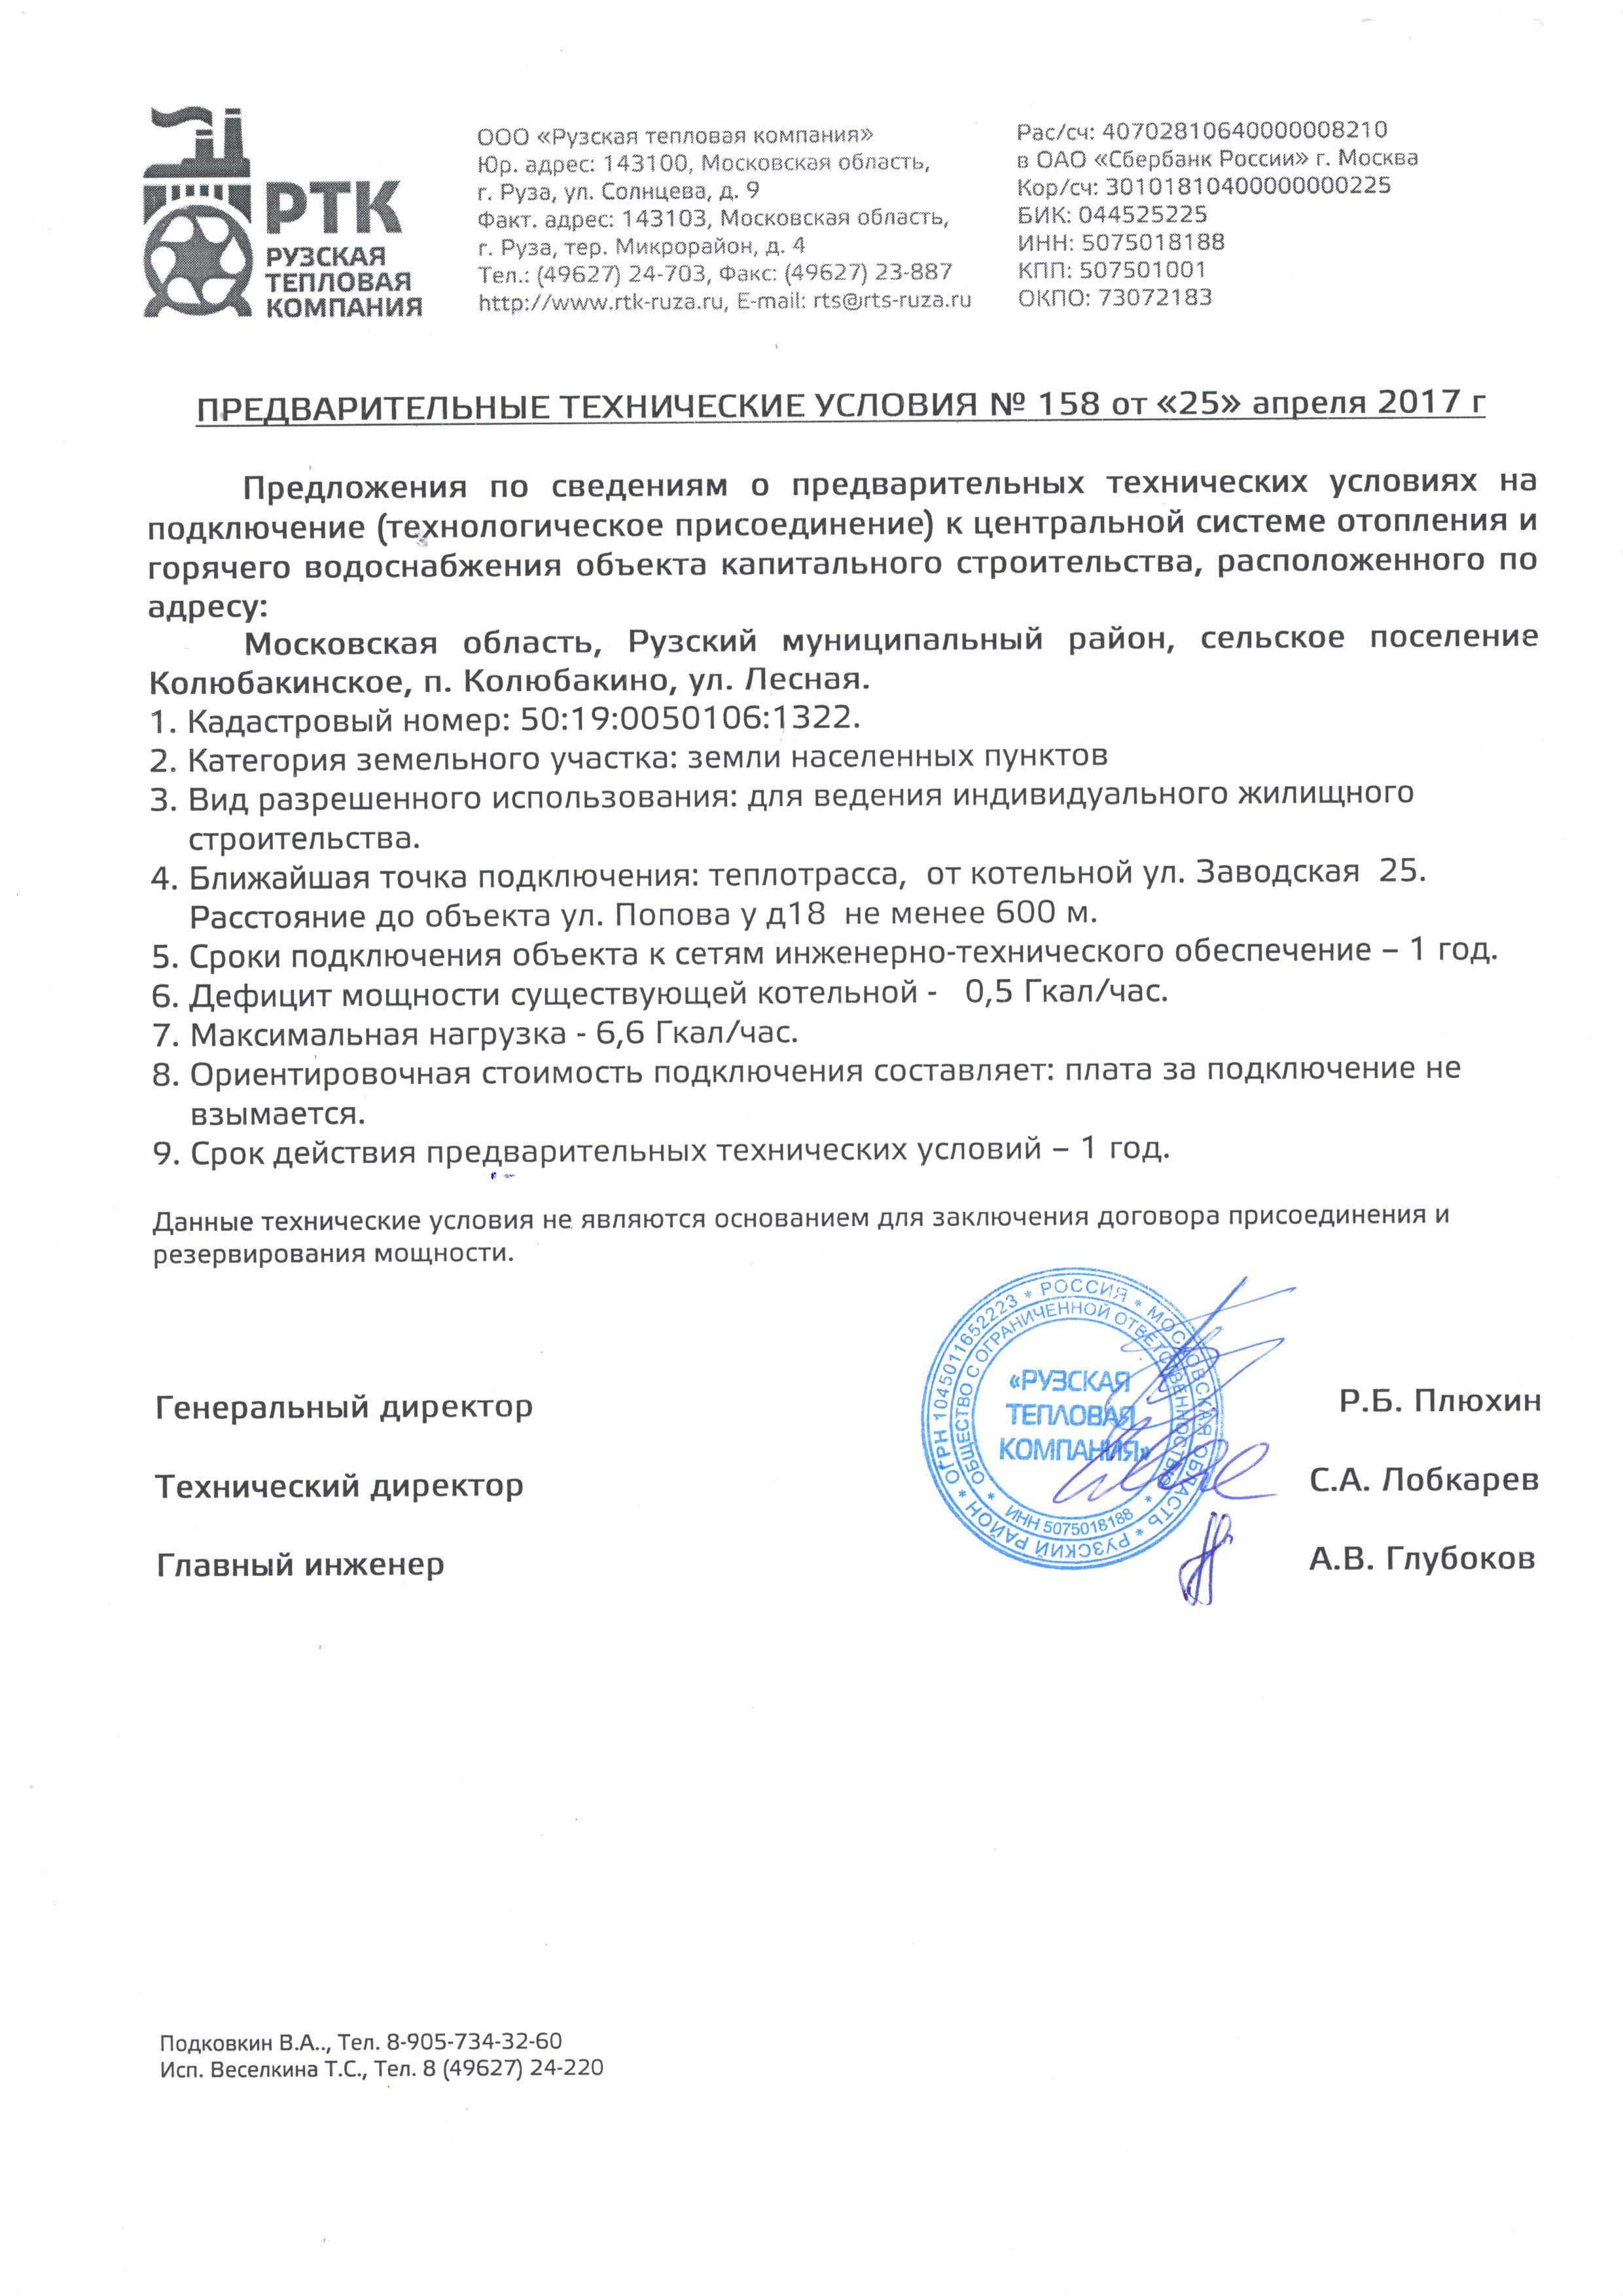 РТК
РУЗСКАЯ
ТЕПЛОВАЯ
КОМПАНИЯ
ООО «Рузская тепловая компания»
Юр. адрес: 143100, Московская область,
г. Руза, ул. Солнцева, д. 9
Факт. адрес: 143103, Московская область,
г. Руза, тер. Микрорайон, д. 4
Тел.: (49627) 24-703, Факс: (49627) 23-887
http://www.rtk-ruza.ru, E-mail: rts@rts-ruza.ru
Рас/сч: 40702810640000008210
в ОАО «Сбербанк России» г. Москва
Кор/сч: 30101810400000000225
БИК: 044525225
ИНН: 5075018188
КПП: 507501001
ОКПО: 73072183
ПРЕДВАРИТЕЛЬНЫЕ ТЕХНИЧЕСКИЕ УСЛОВИЯ № 158 от «25» апреля 2017 г
Предложения по сведениям о предварительных технических условиях на
подключение (технологическое присоединение) к центральной системе отопления и
горячего водоснабжения объекта капитального строительства, расположенного по
адресу:
Московская область, Рузский муниципальный район, сельское поселение
Колюбакинское, п. Колюбакино, ул. Лесная.
1. Кадастровый номер: 50:19:0050106:1322.
2. Категория земельного участка: земли населенных пунктов
3. Вид разрешенного использования: для ведения индивидуального жилищного
строительства.
4. Ближайшая точка подключения: теплотрасса, от котельной ул. Заводская 25.
Расстояние до объекта ул. Попова у д18 не менее 600 м.
5. Сроки подключения объекта к сетям инженерно-технического обеспечение – 1 год.
6. Дефицит мощности существующей котельной - 0,5 Гкал/час.
7. Максимальная нагрузка - 6,6 Гкал/час.
8. Ориентировочная стоимость подключения составляет: плата за подключение не
взымается.
9. Срок действия предварительных технических условий – 1 год.
Данные технические условия не являются основанием для заключения договора присоединения и
резервирования мощности.
Генеральный директор Р.Б. Плюхин
Технический директор С.А. Лобкарев
Главный инженер А.В. Глубоков
* РОССИЯ * МОСКОВСКАЯ ОБЛАСТЬ * РУЗСКИЙ РАЙОН * ОГРН 1045011652223
ОБЩЕСТВО С ОГРАНИЧЕННОЙ ОТВЕТСТВЕННОСТЬЮ * ИНН 5075018188 *
«РУЗСКАЯ
ТЕПЛОВАЯ
КОМПАНИЯ»
Подковкин В.А.., Тел. 8-905-734-32-60
Исп. Веселкина Т.С., Тел. 8 (49627) 24-220